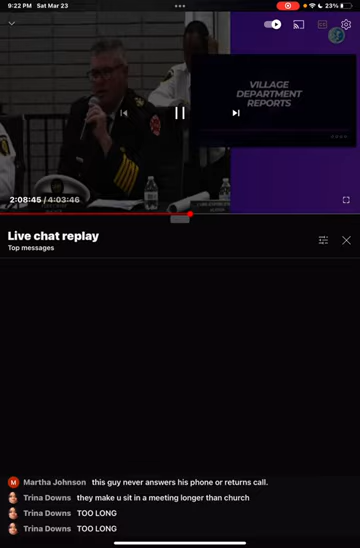 9:22 PM Sat Mar 23
23%
CC
VILLAGE
DEPARTMENT
REPORTS
2:08:45 / 4:03:46
Live chat replay
Top messages
M Martha Johnson this guy never answers his phone or returns call.
Trina Downs they make u sit in a meeting longer than church
Trina Downs TOO LONG
Trina Downs TOO LONG